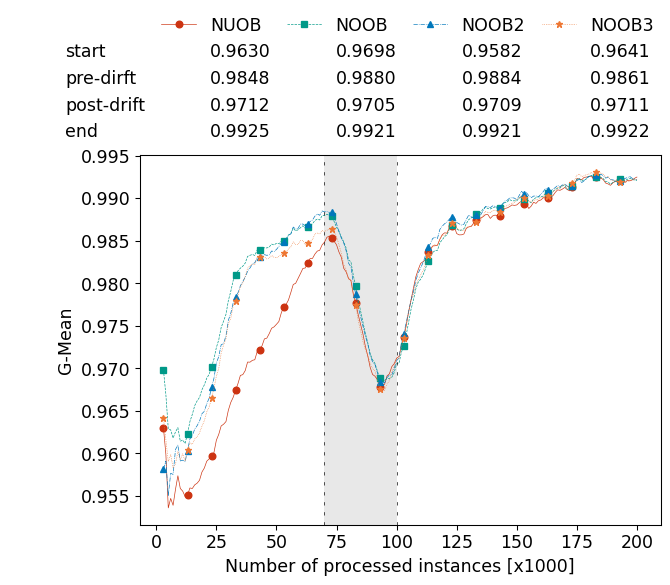 NUOB NOOB NOOB2 NOOB3
start 0.9630 0.9698 0.9582 0.9641
pre-dirft 0.9848 0.9880 0.9884 0.9861
post-drift 0.9712 0.9705 0.9709 0.9711
end 0.9925 0.9921 0.9921 0.9922
0.995
0.990
0.985
0.980
0.975
0.970
0.965
0.960
0.955
G-Mean
0 25 50 75 100 125 150 175 200
Number of processed instances [x1000]